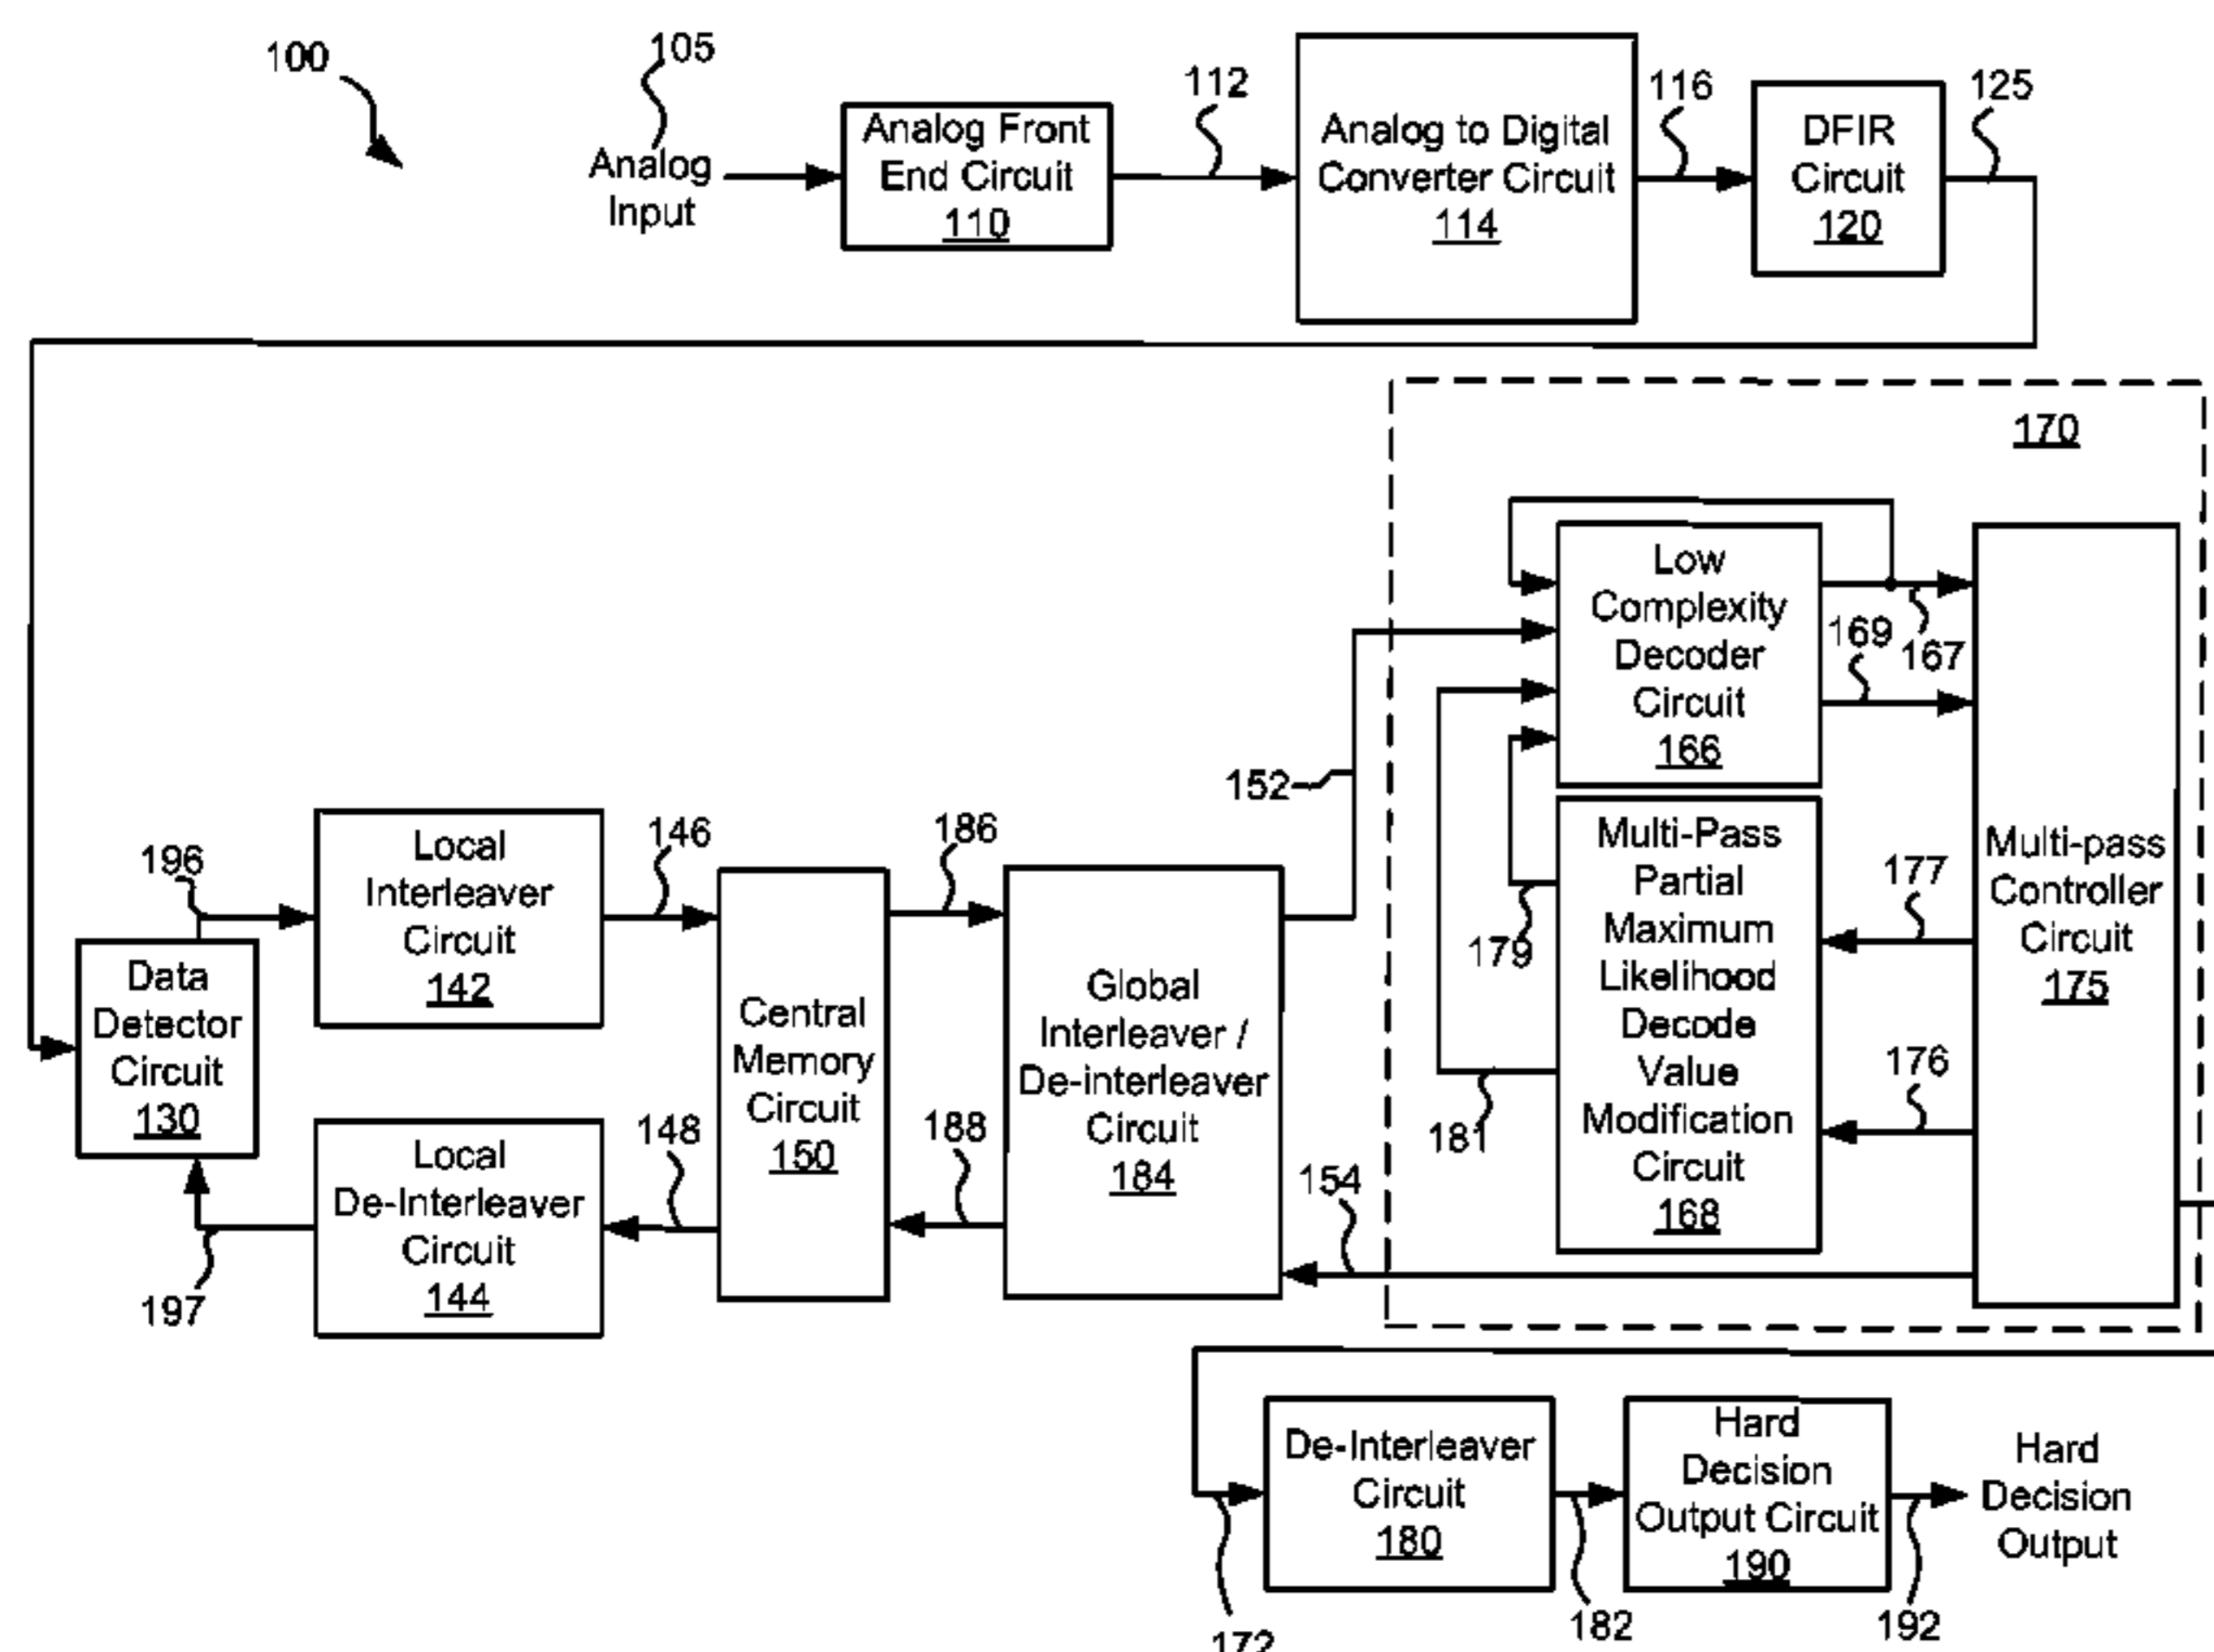 100
105
Analog
Input
Analog Front
End Circuit
110
112
Analog to Digital
Converter Circuit
114
116
DFIR
Circuit
120
125
170
Low
Complexity
Decoder
Circuit
166
167
169
152
Multi-Pass
Partial
Maximum
Likelihood
Decode
Value
Modification
Circuit
168
179
181
177
176
Multi-pass
Controller
Circuit
175
196
Local
Interleaver
Circuit
142
146
186
Data
Detector
Circuit
130
Central
Memory
Circuit
150
Global
Interleaver /
De-interleaver
Circuit
184
Local
De-Interleaver
Circuit
144
148
188
154
197
De-Interleaver
Circuit
180
Hard
Decision
Output Circuit
190
Hard
Decision
Output
172
182
192